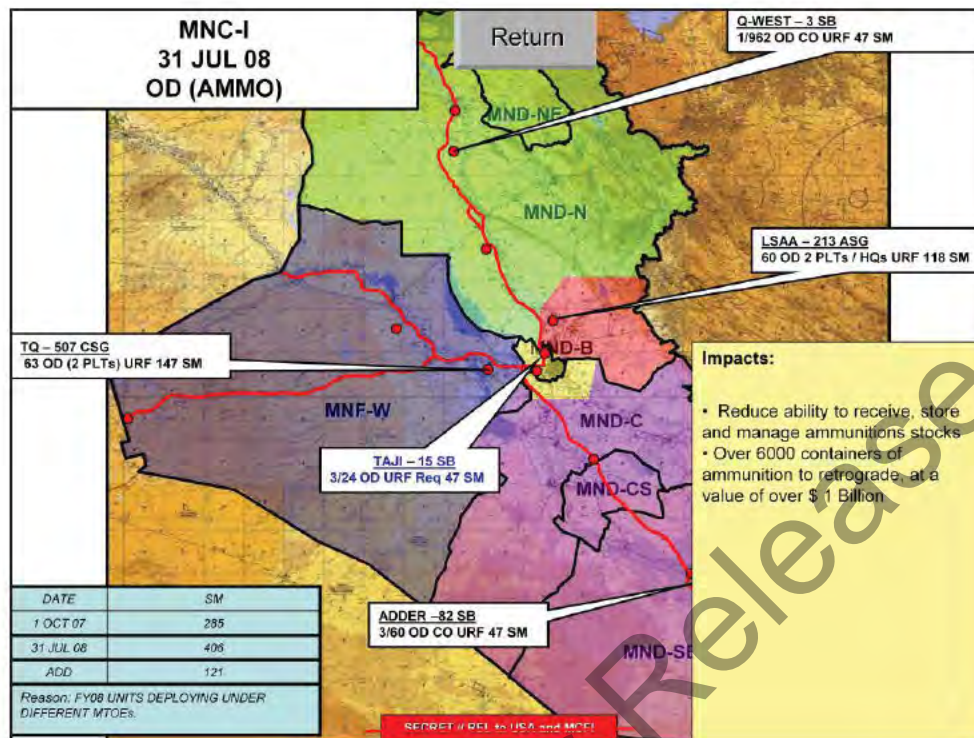 MNC-I
31 JUL 08
OD (AMMO)
Return
Q-WEST – 3 SB
1/962 OD CO URF 47 SM
MND-NE
MND-N
LSAA – 213 ASG
60 OD 2 PLTs / HQs URF 118 SM
TQ – 507 CSG
63 OD (2 PLTs) URF 147 SM
MND-B
MNF-W
MND-C
TAJI – 15 SB
3/24 OD URF Req 47 SM
MND-CS
Impacts:
• Reduce ability to receive, store
and manage ammunitions stocks
• Over 6000 containers of
ammunition to retrograde, at a
value of over $ 1 Billion
ADDER –82 SB
3/60 OD CO URF 47 SM
MND-SE
DATE SM
1 OCT 07 285
31 JUL 08 406
ADD 121
Reason: FY08 UNITS DEPLOYING UNDER
DIFFERENT MTOEs.
SECRET // REL to USA and MCFI
Release